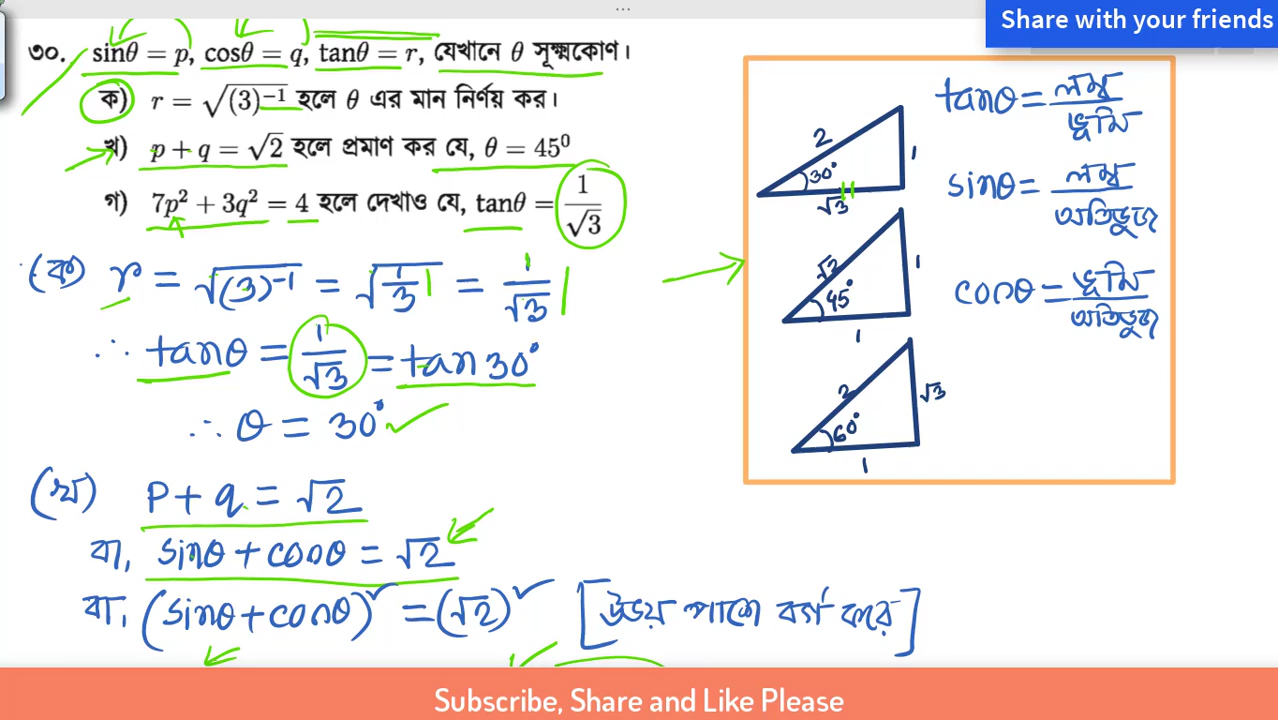 Share with your friends
৩০. sinθ = p, cosθ = q, tanθ = r, যেখানে θ সূক্ষ্মকোণ।
ক) r = √(3)⁻¹ হলে θ এর মান নির্ণয় কর।
খ) p + q = √2 হলে প্রমাণ কর যে, θ = 45⁰
গ) 7p² + 3q² = 4 হলে দেখাও যে, tanθ = 1/√3
(ক) r = √(3)⁻¹ = √1/3 = 1/√3
∴ tanθ = 1/√3 = tan 30°
∴ θ = 30°
(খ) p + q = √2
বা, sinθ + cosθ = √2
বা, (sinθ + cosθ)² = (√2)² [উভয় পাশে বর্গ করে]
2 1 30° √3
√2 1 45° 1
2 √3 60° 1
tanθ = লম্ব/ভূমি
sinθ = লম্ব/অতিভুজ
cosθ = ভূমি/অতিভুজ
Subscribe, Share and Like Please